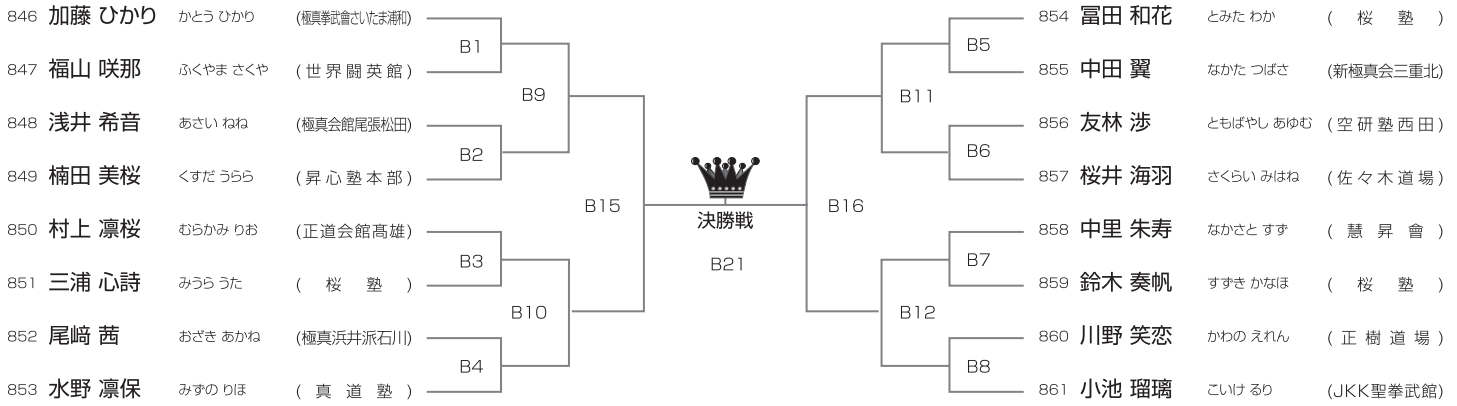 846 加藤 ひかり かとう ひかり (極真拳武會さいたま浦和)
847 福山 咲那 ふくやま さくや (世界闘英館)
848 浅井 希音 あさい ねね (極真会館尾張松田)
849 楠田 美桜 くすだ うらら (昇心塾本部)
850 村上 凛桜 むらかみ りお (正道会館髙雄)
851 三浦 心詩 みうら うた (桜塾)
852 尾﨑 茜 おざき あかね (極真浜井派石川)
853 水野 凛保 みずの りほ (真道塾)
B1
B2
B3
B4
B9
B10
B15
決勝戦
B21
B16
B11
B12
B5
B6
B7
B8
854 冨田 和花 とみた わか (桜塾)
855 中田 翼 なかた つばさ (新極真会三重北)
856 友林 渉 ともばやし あゆむ (空研塾西田)
857 桜井 海羽 さくらい みはね (佐々木道場)
858 中里 朱寿 なかさと すず (慧昇會)
859 鈴木 奏帆 すずき かなほ (桜塾)
860 川野 笑恋 かわの えれん (正樹道場)
861 小池 瑠璃 こいけ るり (JKK聖拳武館)